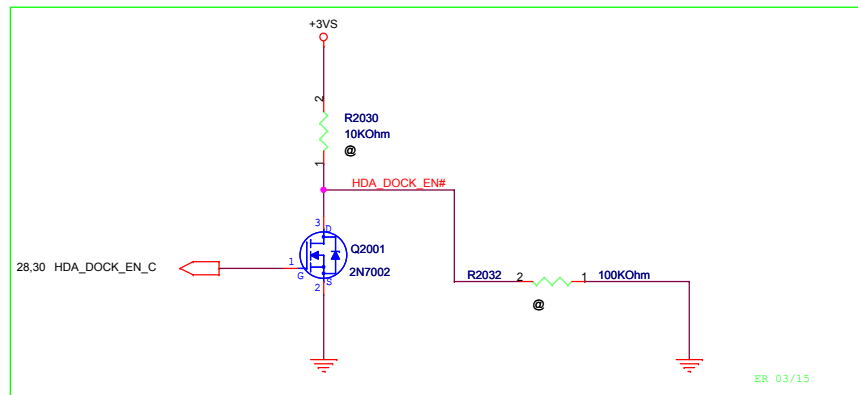 +3VS
2
R2030
10KOhm
@
1
HDA_DOCK_EN#
3
D
Q2001
28,30 HDA_DOCK_EN_C
1
G
2N7002
S
2
R2032 2 1 100KOhm
@
ER 03/15